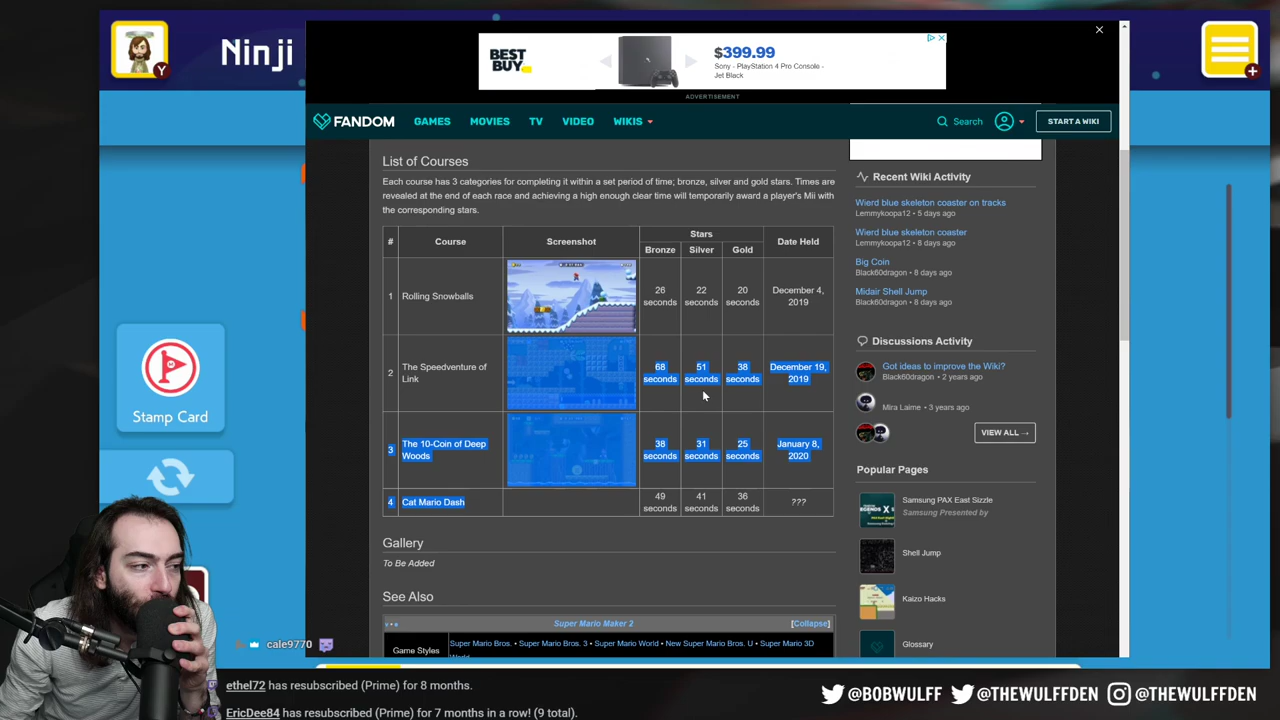 Y
Ninji
BEST
BUY
$399.99
Sony - PlayStation 4 Pro Console -
Jet Black
ADVERTISEMENT
FANDOM
GAMES
MOVIES
TV
VIDEO
WIKIS
Search
START A WIKI
List of Courses
Each course has 3 categories for completing it within a set period of time; bronze, silver and gold stars. Times are
revealed at the end of each race and achieving a high enough clear time will temporarily award a player's Mii with
the corresponding stars.
# Course Screenshot Stars Date Held
Bronze Silver Gold
1 Rolling Snowballs
26 seconds
22 seconds
20 seconds
December 4, 2019
2 The Speedventure of Link
68 seconds
51 seconds
38 seconds
December 19, 2019
3 The 10-Coin of Deep Woods
38 seconds
31 seconds
25 seconds
January 8, 2020
4 Cat Mario Dash
49 seconds
41 seconds
36 seconds
???
Gallery
To Be Added
See Also
v • e
Super Mario Maker 2
[Collapse]
Game Styles
Super Mario Bros. • Super Mario Bros. 3 • Super Mario World • New Super Mario Bros. U • Super Mario 3D
World
Recent Wiki Activity
Wierd blue skeleton coaster on tracks
Lemmykoopa12 • 5 days ago
Wierd blue skeleton coaster
Lemmykoopa12 • 8 days ago
Big Coin
Black60dragon • 8 days ago
Midair Shell Jump
Black60dragon • 8 days ago
Discussions Activity
Got ideas to improve the Wiki?
Black60dragon • 2 years ago
Mira Laime • 3 years ago
VIEW ALL →
Popular Pages
Samsung PAX East Sizzle
Samsung Presented by
Shell Jump
Kaizo Hacks
Glossary
Stamp Card
cale9770
ethel72 has resubscribed (Prime) for 8 months.
EricDee84 has resubscribed (Prime) for 7 months in a row! (9 total).
@BOBWULFF
@THEWULFFDEN
@THEWULFFDEN